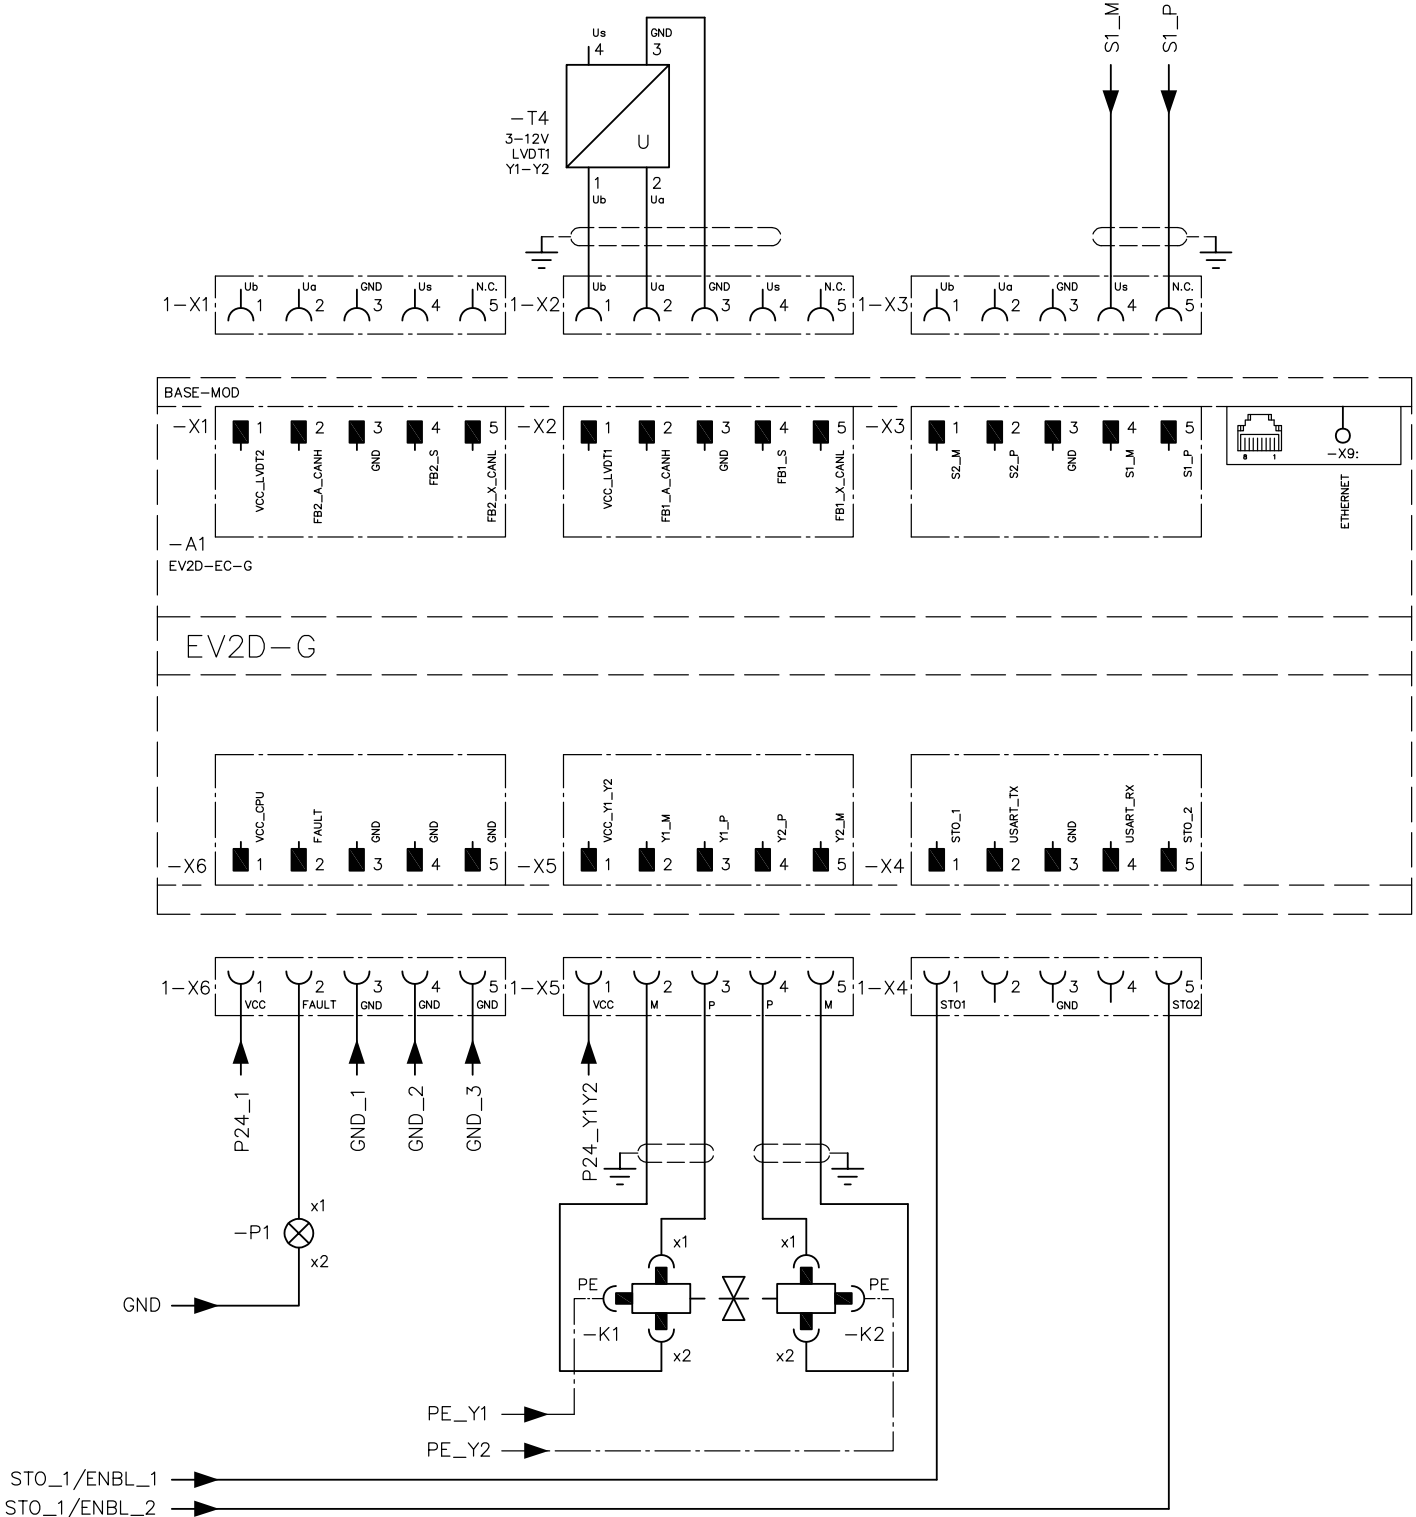 S1_M
S1_P
Us
4
GND
3
-T4
3-12V
LVDT1
Y1-Y2
U
1
Ub
2
Ua
1-X1
Ub 1
Ua 2
GND 3
Us 4
N.C. 5
1-X2
Ub 1
Ua 2
GND 3
Us 4
N.C. 5
1-X3
Ub 1
Ua 2
GND 3
Us 4
N.C. 5
BASE-MOD
-X1
1 VCC_LVDT2
2 FB2_A_CANH
3 GND
4 FB2_S
5 FB2_X_CANL
-X2
1 VCC_LVDT1
2 FB1_A_CANH
3 GND
4 FB1_S
5 FB1_X_CANL
-X3
1 S2_M
2 S2_P
3 GND
4 S1_M
5 S1_P
8 1
-X9:
ETHERNET
-A1
EV2D-EC-G
EV2D-G
-X6
1 VCC_CPU
2 FAULT
3 GND
4 GND
5 GND
-X5
1 VCC_Y1_Y2
2 Y1_M
3 Y1_P
4 Y2_P
5 Y2_M
-X4
1 STO_1
2 USART_TX
3 GND
4 USART_RX
5 STO_2
1-X6
1 VCC
2 FAULT
3 GND
4 GND
5 GND
1-X5
1 VCC
2 M
3 P
4 P
5 M
1-X4
1 STO1
2
3 GND
4
5 STO2
P24_1
GND_1
GND_2
GND_3
P24_Y1Y2
x1
-P1
x2
GND
x1
x1
PE
PE
-K1
-K2
x2
x2
PE_Y1
PE_Y2
STO_1/ENBL_1
STO_1/ENBL_2